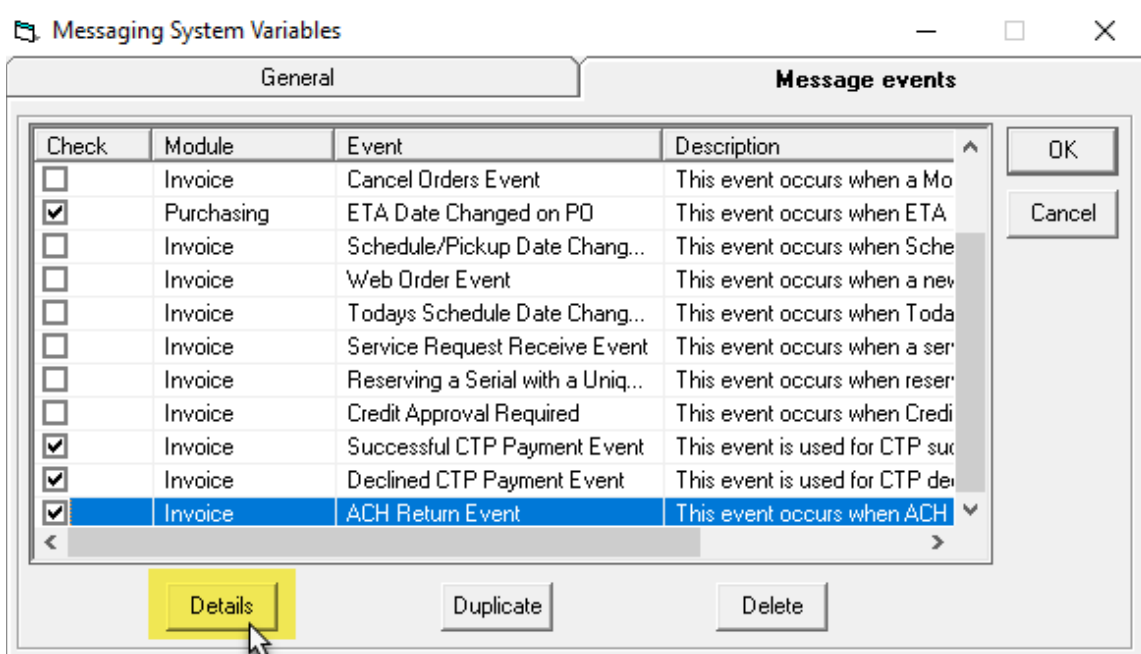 Messaging System Variables
General Message events
Check Module Event Description OK
Invoice Cancel Orders Event This event occurs when a Mo
Purchasing ETA Date Changed on PO This event occurs when ETA Cancel
Invoice Schedule/Pickup Date Chang... This event occurs when Sche
Invoice Web Order Event This event occurs when a new
Invoice Todays Schedule Date Chang... This event occurs when Toda
Invoice Service Request Receive Event This event occurs when a ser
Invoice Reserving a Serial with a Uniq... This event occurs when reser
Invoice Credit Approval Required This event occurs when Credi
Invoice Successful CTP Payment Event This event is used for CTP suc
Invoice Declined CTP Payment Event This event is used for CTP dec
Invoice ACH Return Event This event occurs when ACH
Details Duplicate Delete